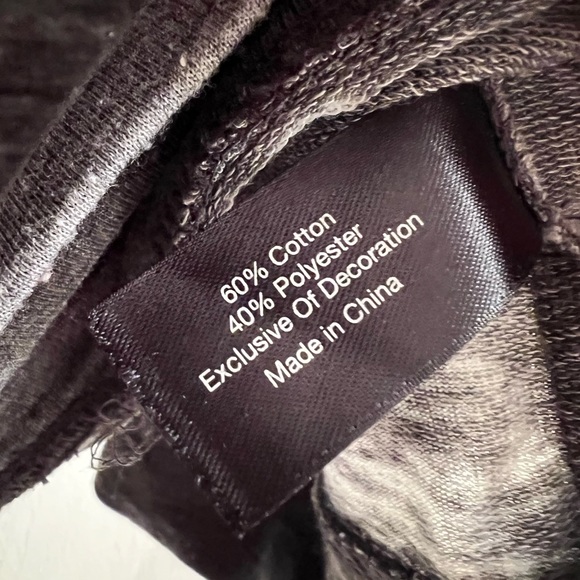 60% Cotton
40% Polyester
Exclusive Of Decoration
Made in China